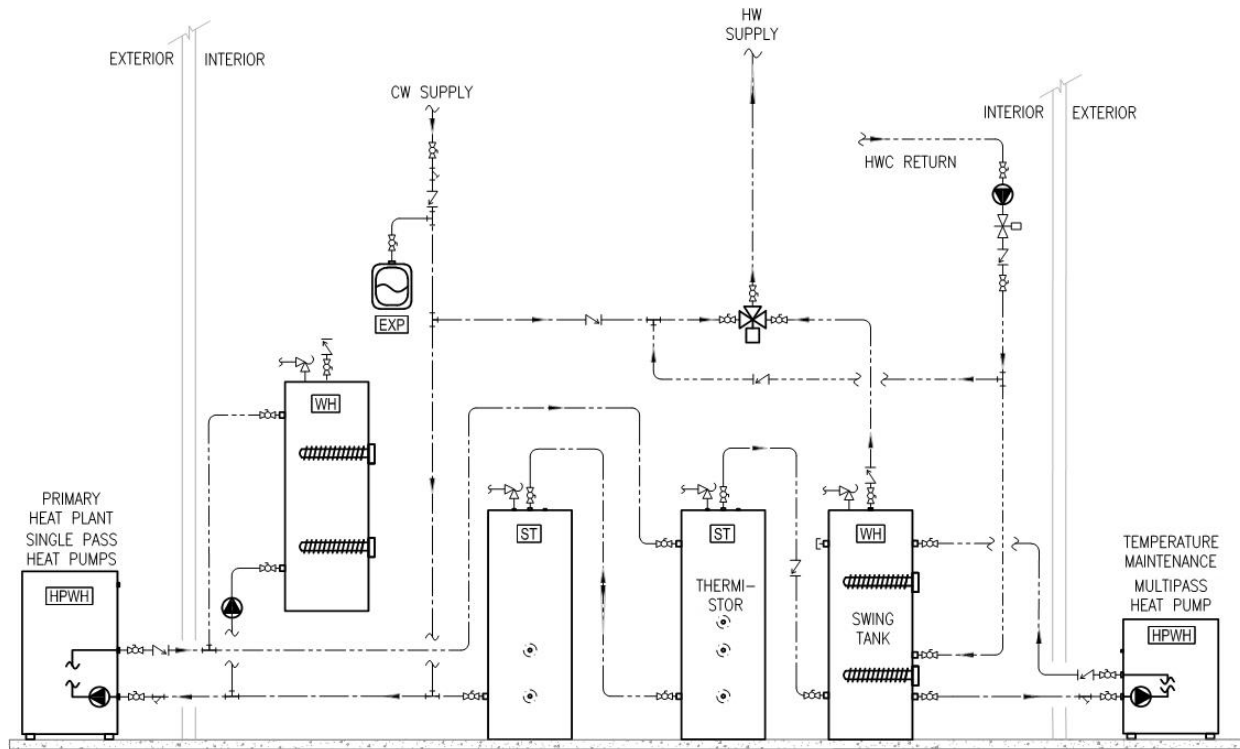 HW
SUPPLY
EXTERIOR
INTERIOR
CW SUPPLY
INTERIOR
EXTERIOR
HWC RETURN
EXP
WH
PRIMARY
HEAT PLANT
SINGLE PASS
HEAT PUMPS
HPWH
ST
ST
THERMI-
STOR
WH
SWING
TANK
TEMPERATURE
MAINTENANCE
MULTIPASS
HEAT PUMP
HPWH